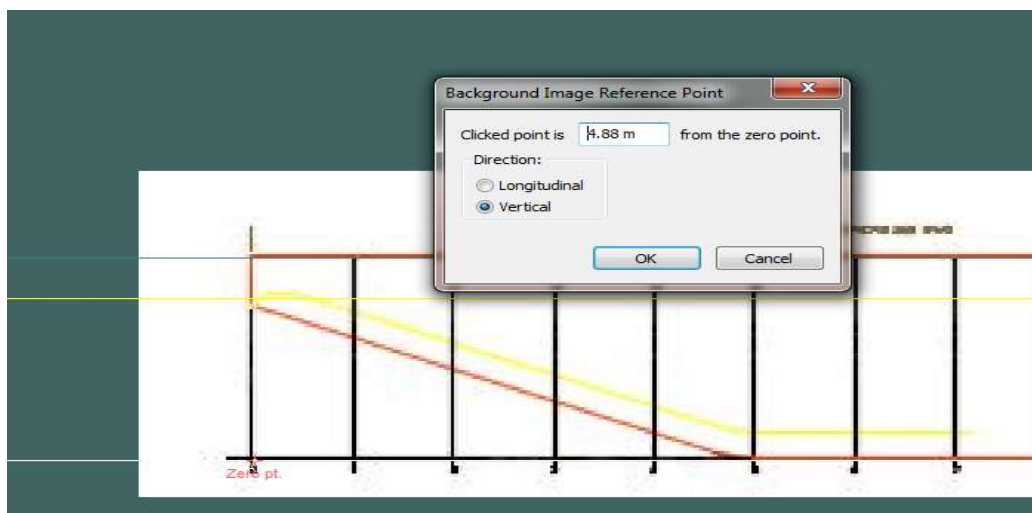 Background Image Reference Point
Clicked point is 4.88 m from the zero point.
Direction:
Longitudinal
Vertical
OK Cancel
Zero pt.